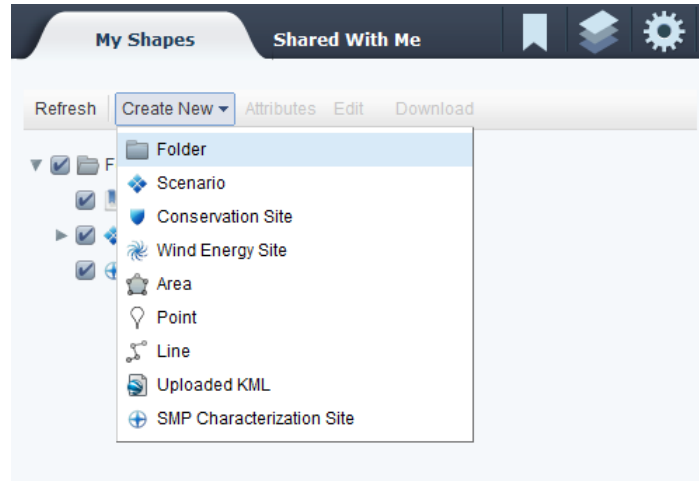 My Shapes Shared With Me
Refresh Create New Attributes Edit Download
Folder
Scenario
Conservation Site
Wind Energy Site
Area
Point
Line
Uploaded KML
SMP Characterization Site